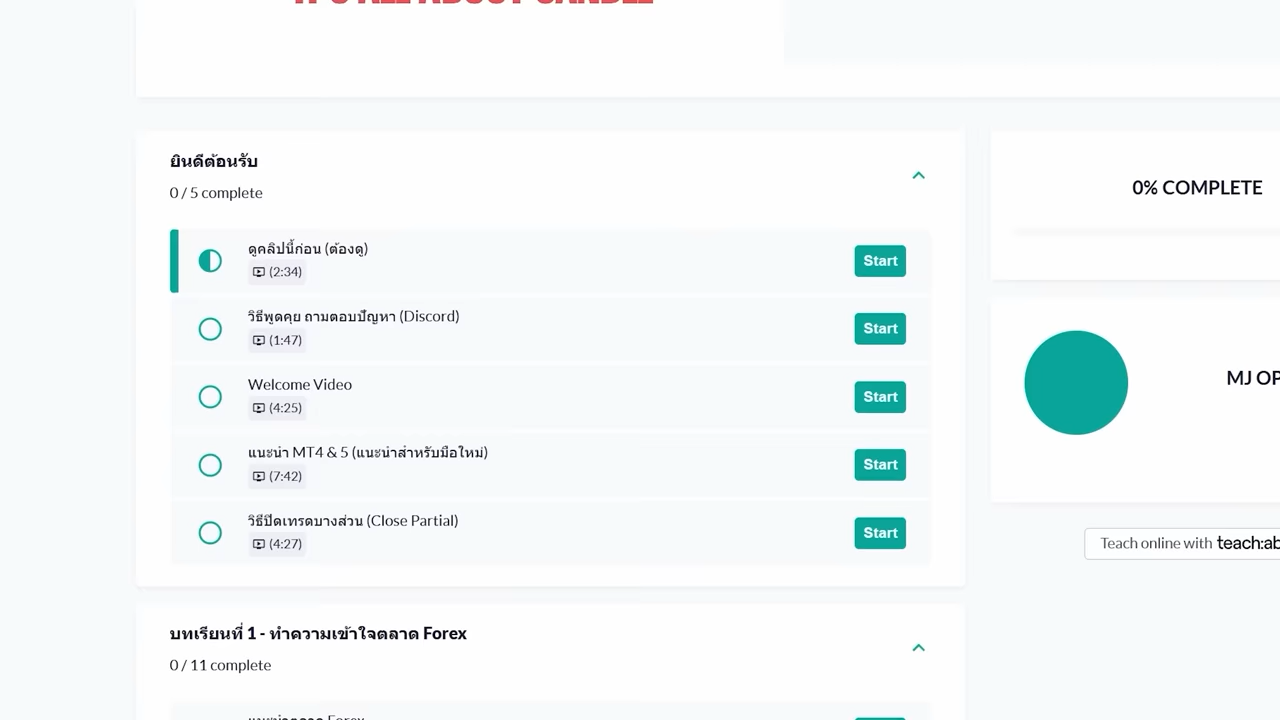 ยินดีต้อนรับ
0 / 5 complete
ดูคลิปนี้ก่อน (ต้องดู)
(2:34)
Start
วิธีพูดคุย ถามตอบปัญหา (Discord)
(1:47)
Start
Welcome Video
(4:25)
Start
แนะนำ MT4 & 5 (แนะนำสำหรับมือใหม่)
(7:42)
Start
วิธีปิดเทรดบางส่วน (Close Partial)
(4:27)
Start
บทเรียนที่ 1 - ทำความเข้าใจตลาด Forex
0 / 11 complete
0% COMPLETE
MJ OP
Teach online with teach:ab